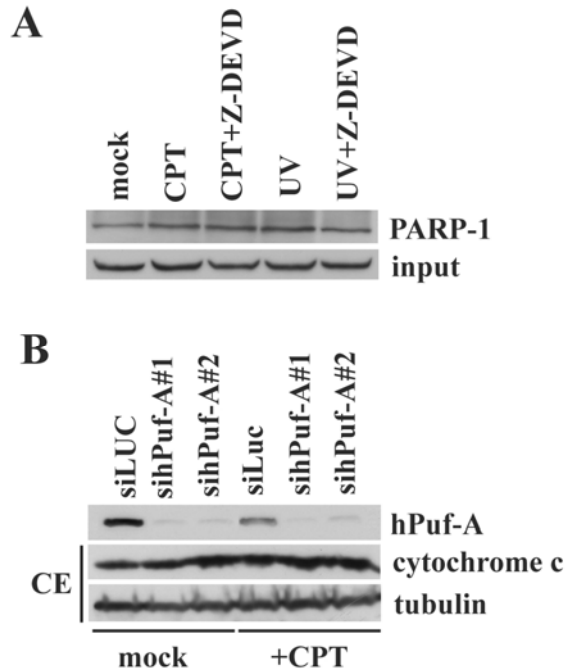 A
mock
CPT
CPT+Z-DEVD
UV
UV+Z-DEVD
PARP-1
input
B
siLUC
sihPuf-A#1
sihPuf-A#2
siLuc
sihPuf-A#1
sihPuf-A#2
hPuf-A
CE
cytochrome c
tubulin
mock
+CPT